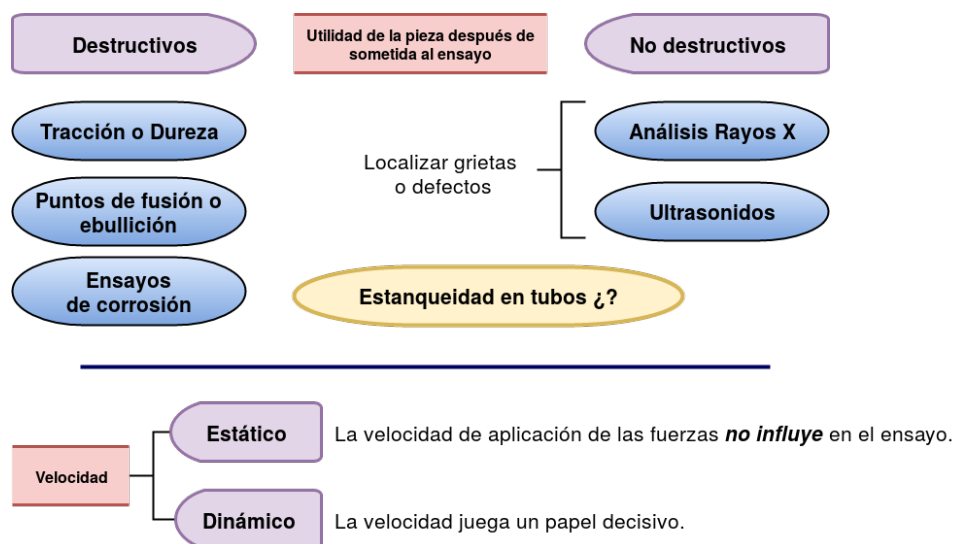 Destructivos
Utilidad de la pieza después de
sometida al ensayo
No destructivos
Tracción o Dureza
Puntos de fusión o
ebullición
Ensayos
de corrosión
Localizar grietas
o defectos
Análisis Rayos X
Ultrasonidos
Estanqueidad en tubos ¿?
Velocidad
Estático
La velocidad de aplicación de las fuerzas no influye en el ensayo.
Dinámico
La velocidad juega un papel decisivo.